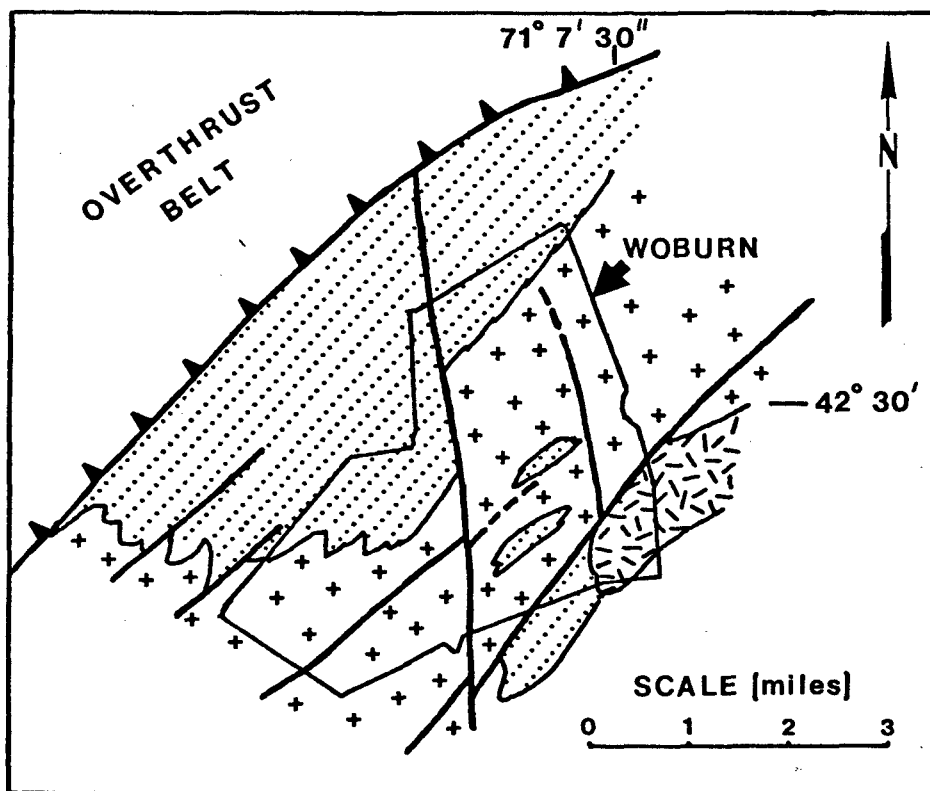 71° 7' 30"
OVERTHRUST
BELT
N
WOBURN
42° 30'
SCALE [miles]
0 1 2 3